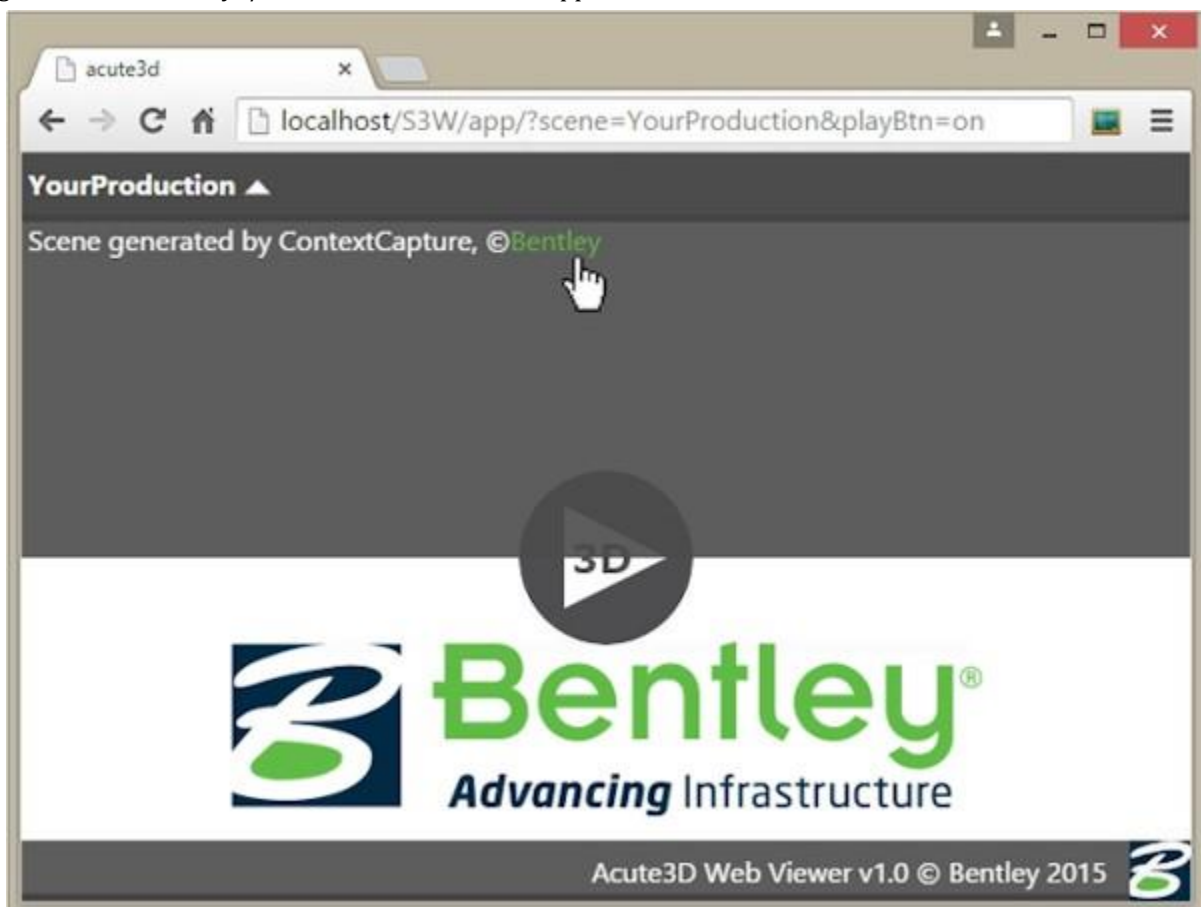 acute3d
localhost/S3W/app/?scene=YourProduction&playBtn=on
YourProduction
Scene generated by ContextCapture, ©Bentley
3D
Bentley®
Advancing Infrastructure
Acute3D Web Viewer v1.0 © Bentley 2015